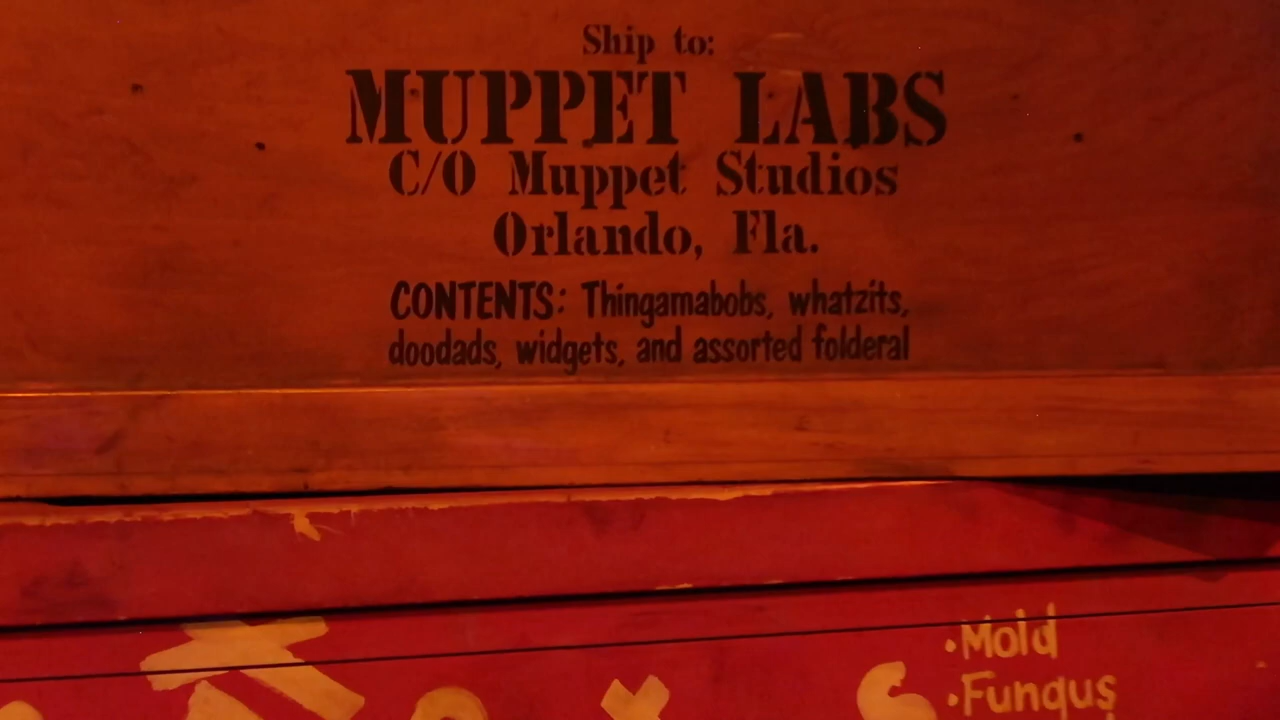 Ship to:
MUPPET LABS
C/O Muppet Studios
Orlando, Fla.
CONTENTS: Thingamabobs, whatzits,
doodads, widgets, and assorted folderal
·Mold
·Fungus